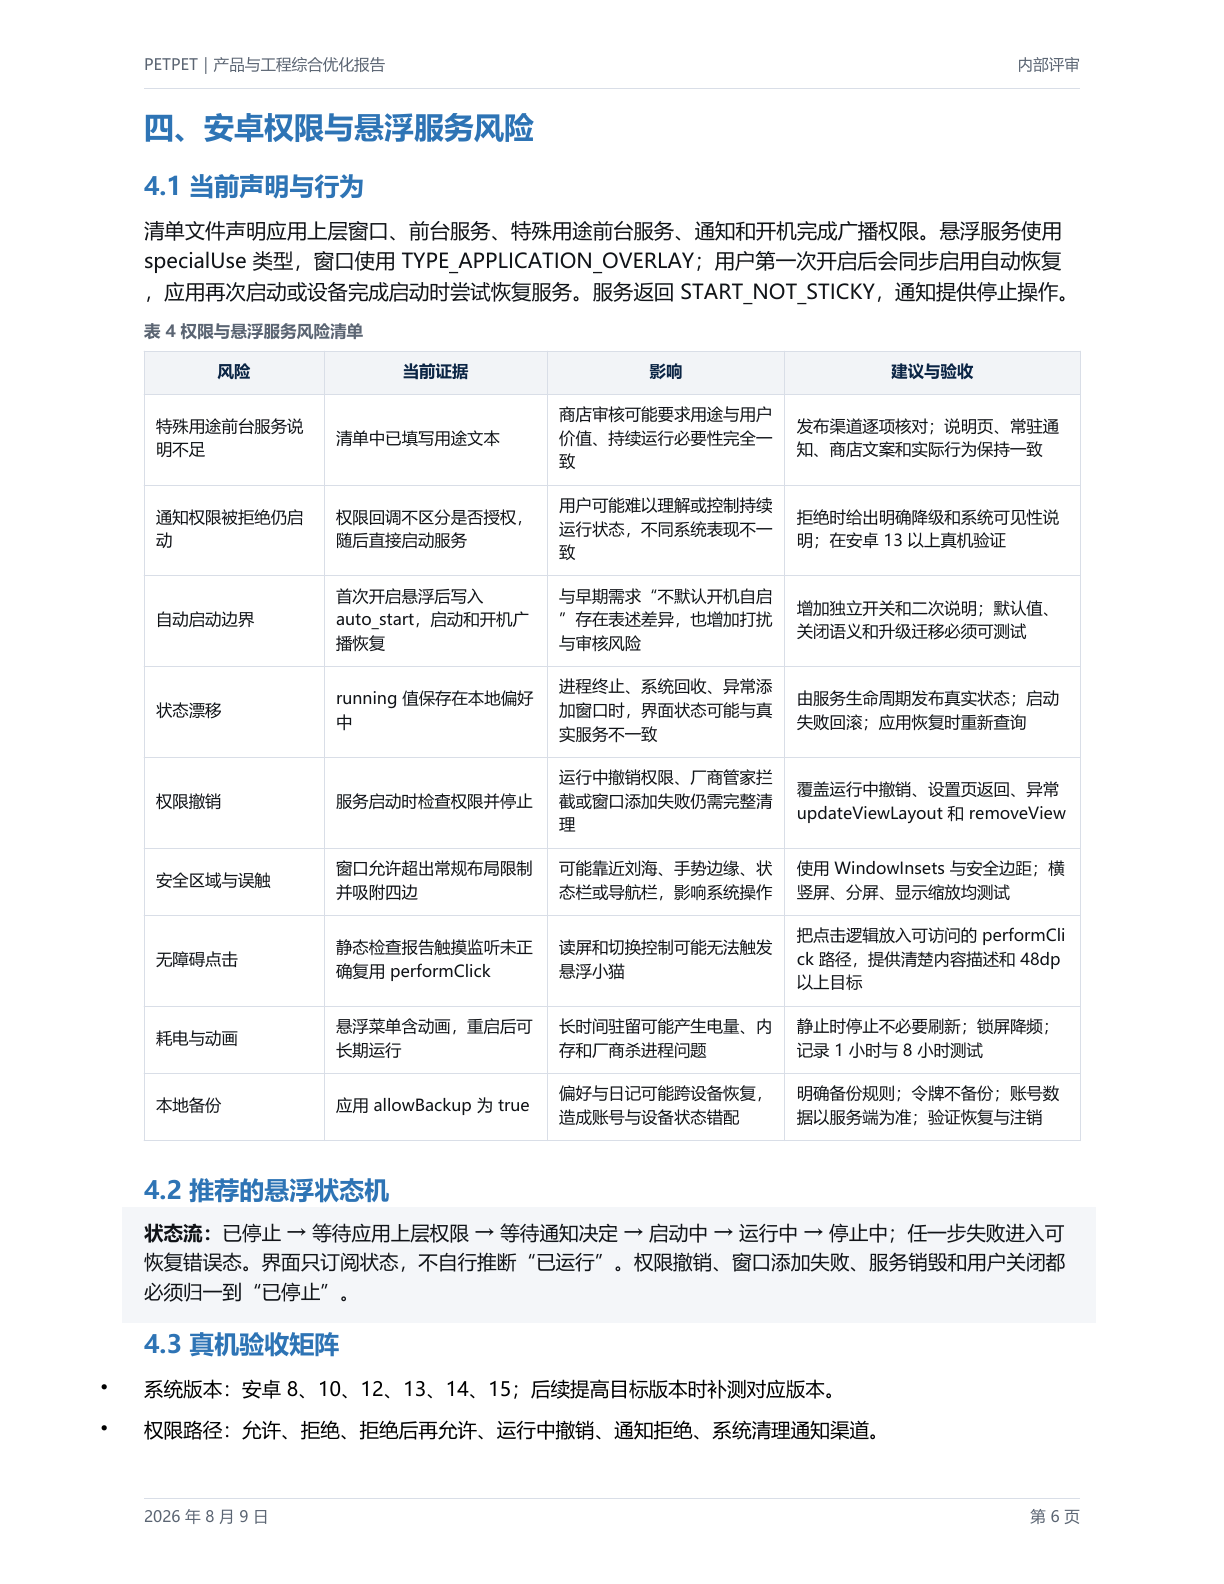 PETPET｜产品与工程综合优化报告
内部评审
四、安卓权限与悬浮服务风险
4.1 当前声明与行为
清单文件声明应用上层窗口、前台服务、特殊用途前台服务、通知和开机完成广播权限。悬浮服务使用
specialUse 类型，窗口使用 TYPE_APPLICATION_OVERLAY；用户第一次开启后会同步启用自动恢复
，应用再次启动或设备完成启动时尝试恢复服务。服务返回 START_NOT_STICKY，通知提供停止操作。
表 4 权限与悬浮服务风险清单
风险
当前证据
影响
建议与验收
特殊用途前台服务说
明不足
清单中已填写用途文本
商店审核可能要求用途与用户
价值、持续运行必要性完全一
致
发布渠道逐项核对；说明页、常驻通
知、商店文案和实际行为保持一致
通知权限被拒绝仍启
动
权限回调不区分是否授权，
随后直接启动服务
用户可能难以理解或控制持续
运行状态，不同系统表现不一
致
拒绝时给出明确降级和系统可见性说
明；在安卓 13 以上真机验证
自动启动边界
首次开启悬浮后写入
auto_start，启动和开机广
播恢复
与早期需求“不默认开机自启
”存在表述差异，也增加打扰
与审核风险
增加独立开关和二次说明；默认值、
关闭语义和升级迁移必须可测试
状态漂移
running 值保存在本地偏好
中
进程终止、系统回收、异常添
加窗口时，界面状态可能与真
实服务不一致
由服务生命周期发布真实状态；启动
失败回滚；应用恢复时重新查询
权限撤销
服务启动时检查权限并停止
运行中撤销权限、厂商管家拦
截或窗口添加失败仍需完整清
理
覆盖运行中撤销、设置页返回、异常
updateViewLayout 和 removeView
安全区域与误触
窗口允许超出常规布局限制
并吸附四边
可能靠近刘海、手势边缘、状
态栏或导航栏，影响系统操作
使用 WindowInsets 与安全边距；横
竖屏、分屏、显示缩放均测试
无障碍点击
静态检查报告触摸监听未正
确复用 performClick
读屏和切换控制可能无法触发
悬浮小猫
把点击逻辑放入可访问的 performCli
ck 路径，提供清楚内容描述和 48dp
以上目标
耗电与动画
悬浮菜单含动画，重启后可
长期运行
长时间驻留可能产生电量、内
存和厂商杀进程问题
静止时停止不必要刷新；锁屏降频；
记录 1 小时与 8 小时测试
本地备份
应用 allowBackup 为 true
偏好与日记可能跨设备恢复，
造成账号与设备状态错配
明确备份规则；令牌不备份；账号数
据以服务端为准；验证恢复与注销
4.2 推荐的悬浮状态机
状态流：已停止 → 等待应用上层权限 → 等待通知决定 → 启动中 → 运行中 → 停止中；任一步失败进入可
恢复错误态。界面只订阅状态，不自行推断“已运行”。权限撤销、窗口添加失败、服务销毁和用户关闭都
必须归一到“已停止”。
4.3 真机验收矩阵
• 系统版本：安卓 8、10、12、13、14、15；后续提高目标版本时补测对应版本。
• 权限路径：允许、拒绝、拒绝后再允许、运行中撤销、通知拒绝、系统清理通知渠道。
2026 年 8 月 9 日
第 6 页